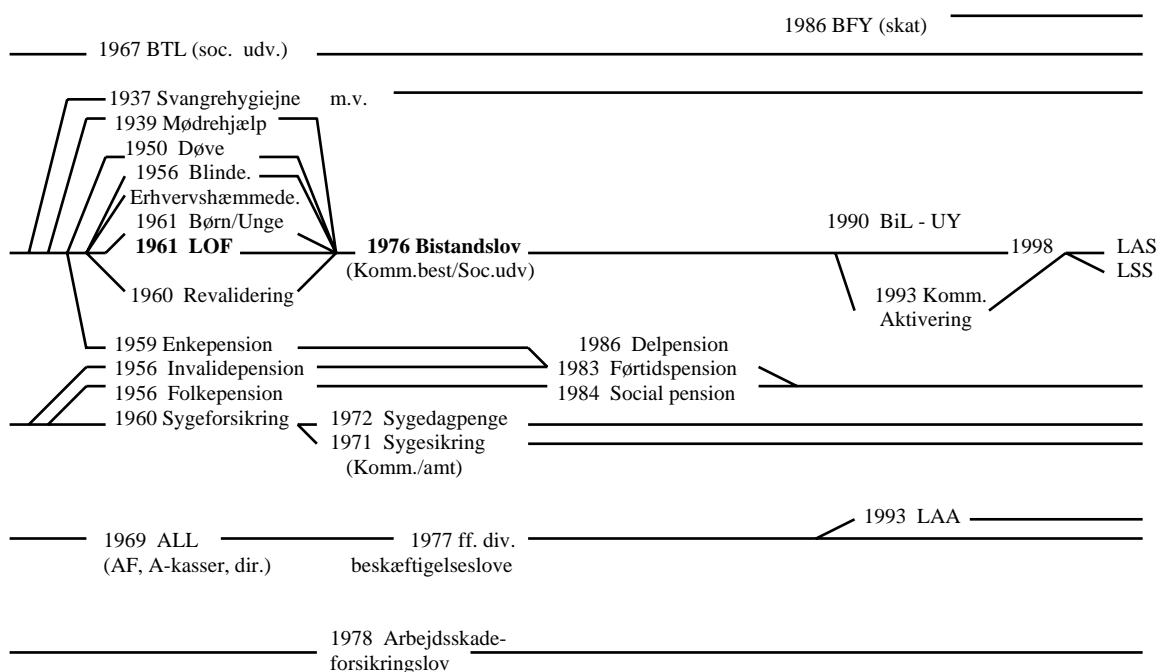 1986 BFY (skat)
1967 BTL (soc. udv.)
1937 Svangrehygiejne m.v.
1939 Mødrehjælp
1950 Døve
1956 Blinde.
Erhvervshæmmede.
1961 Børn/Unge
1990 BiL - UY
1961 LOF
1976 Bistandslov
1998
LAS
(Komm.best/Soc.udv)
LSS
1960 Revalidering
1993 Komm.
Aktivering
1959 Enkepension
1986 Delpension
1956 Invalidepension
1983 Førtidspension
1956 Folkepension
1984 Social pension
1960 Sygeforsikring
1972 Sygedagpenge
1971 Sygesikring
(Komm./amt)
1993 LAA
1969 ALL
1977 ff. div.
(AF, A-kasser, dir.)
beskæftigelseslove
1978 Arbejdsskade-
forsikringslov